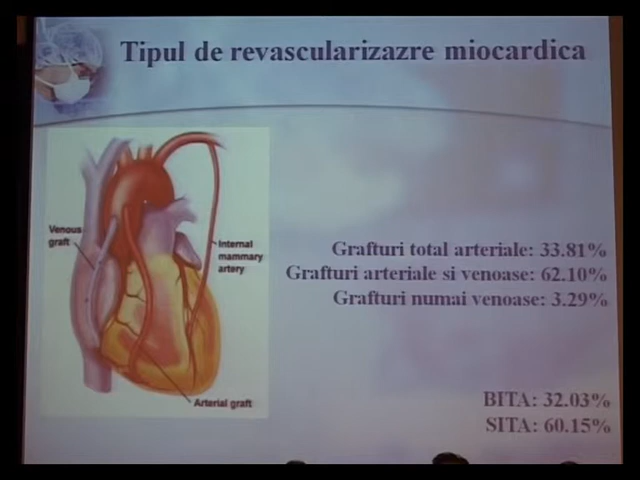 Tipul de revascularizazre miocardica
Venous
graft
Internal
mammary
artery
Arterial graft
Grafturi total arteriale: 33.81%
Grafturi arteriale si venoase: 62.10%
Grafturi numai venoase: 3.29%
BITA: 32.03%
SITA: 60.15%